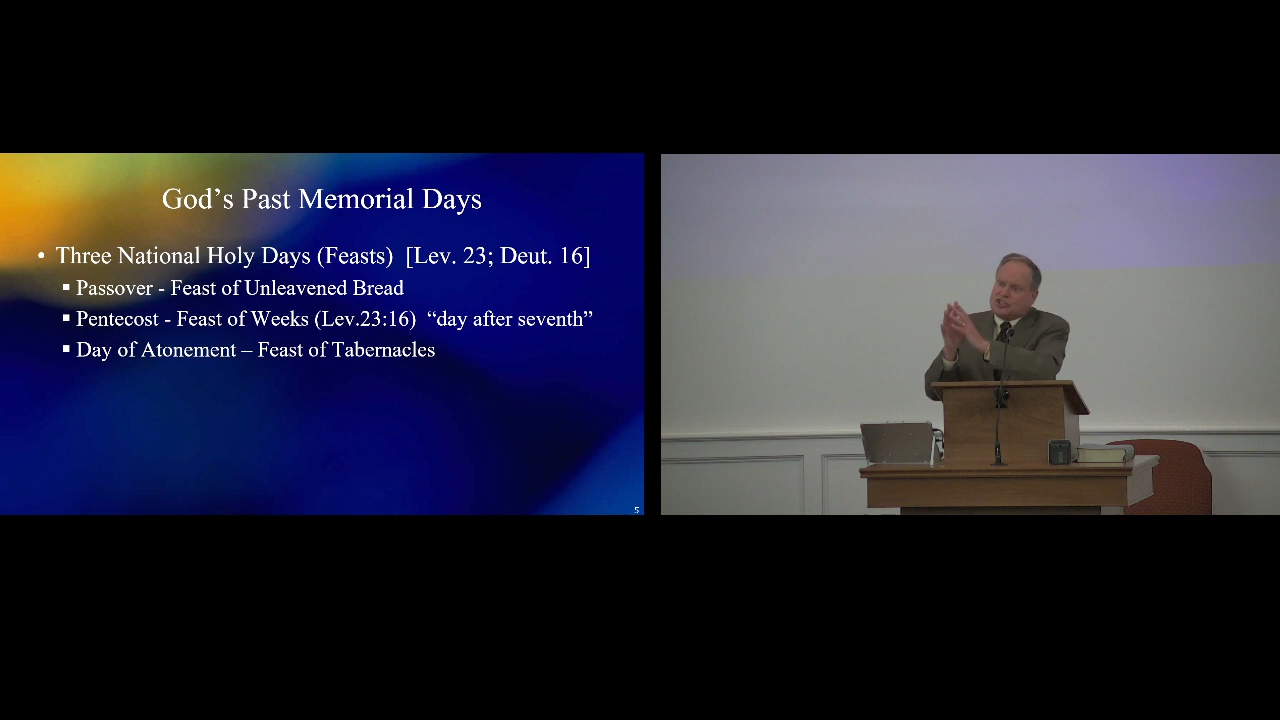 God’s Past Memorial Days
• Three National Holy Days (Feasts)  [Lev. 23; Deut. 16]
▪ Passover - Feast of Unleavened Bread
▪ Pentecost - Feast of Weeks (Lev.23:16)  “day after seventh”
▪ Day of Atonement – Feast of Tabernacles
5